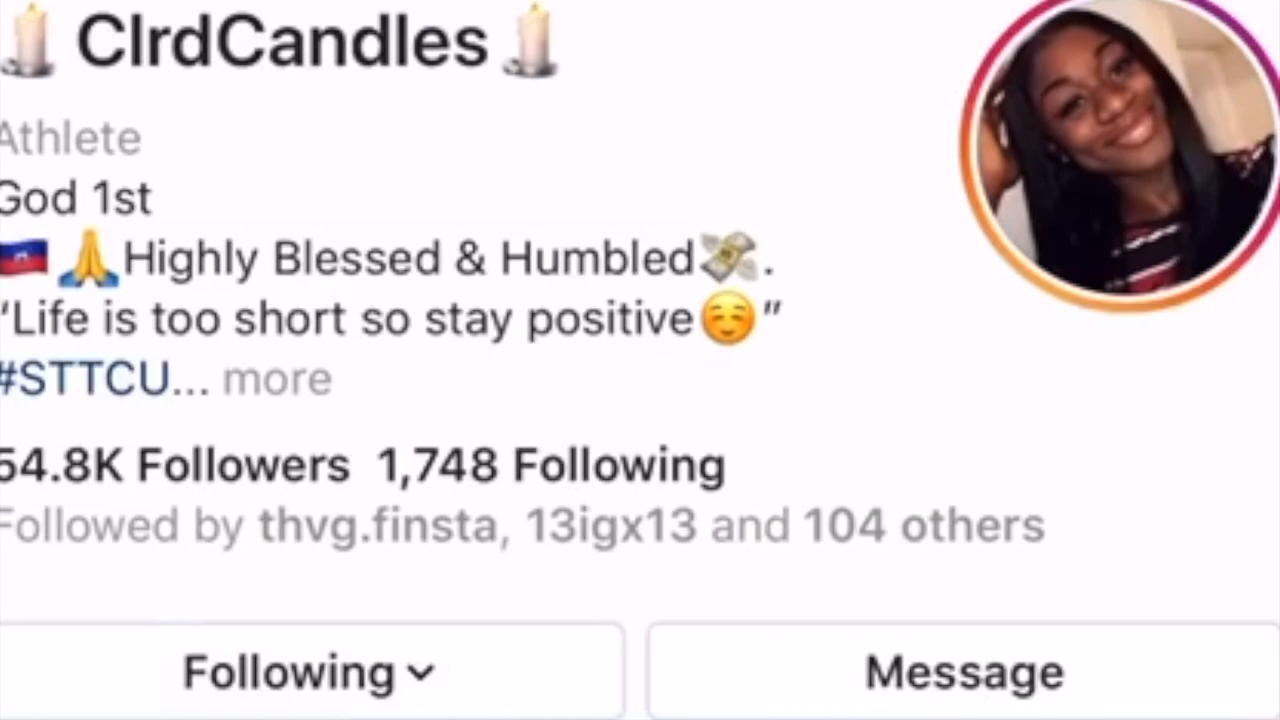 ClrdCandles
Athlete
God 1st
Highly Blessed & Humbled.
“Life is too short so stay positive”
#STTCU... more
54.8K Followers 1,748 Following
Followed by thvg.finsta, 13igx13 and 104 others
Following
Message